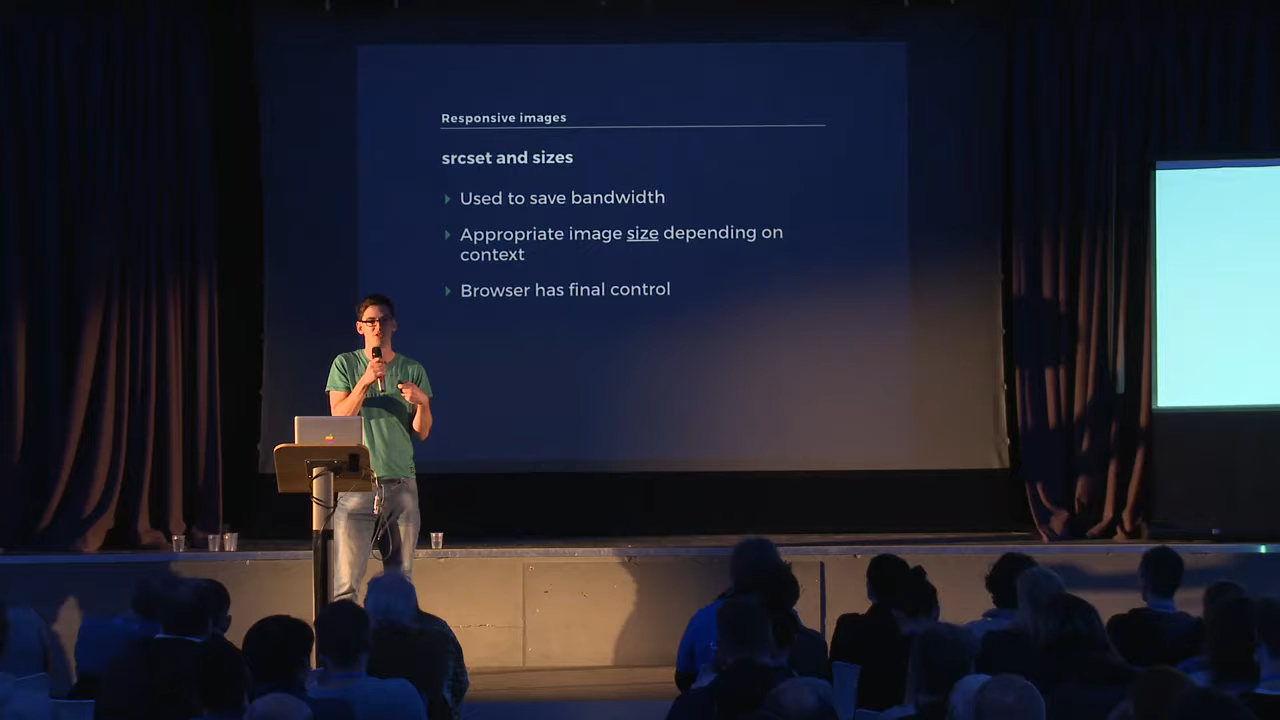 Responsive images
srcset and sizes
Used to save bandwidth
Appropriate image size depending on
context
Browser has final control